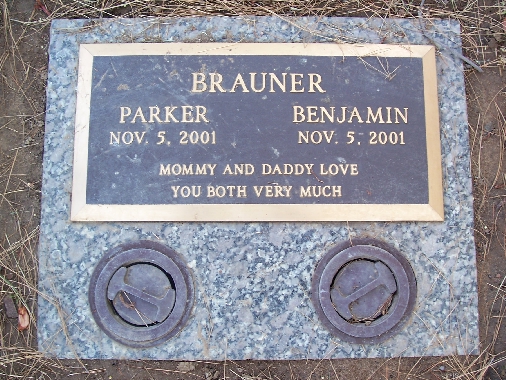 BRAUNER
PARKER BENJAMIN
NOV. 5, 2001 NOV. 5, 2001
MOMMY AND DADDY LOVE
YOU BOTH VERY MUCH